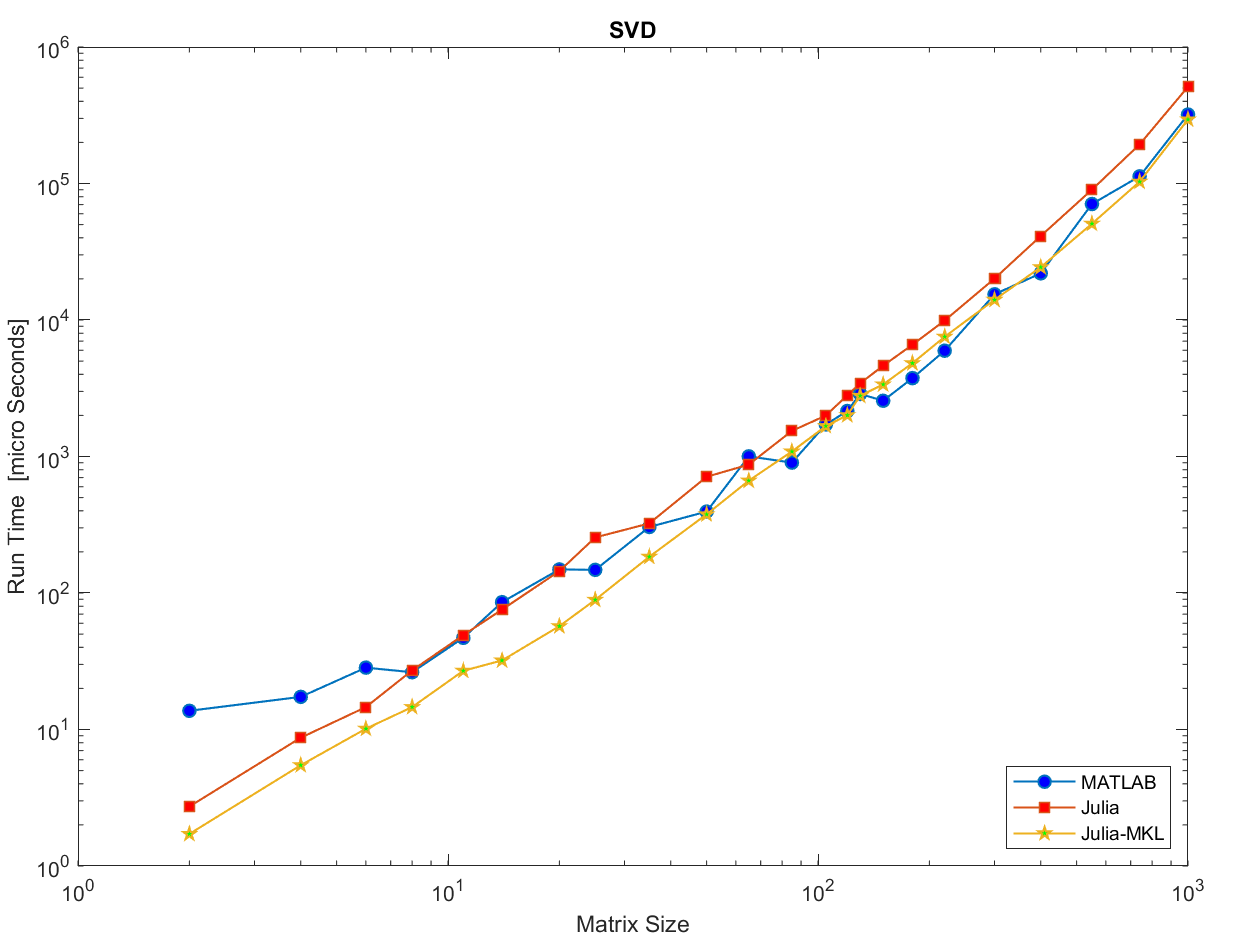 SVD
10^6
10^5
10^4
10^3
10^2
10^1
10^0
Run Time [micro Seconds]
10^0 10^1 10^2 10^3
Matrix Size
MATLAB
Julia
Julia-MKL